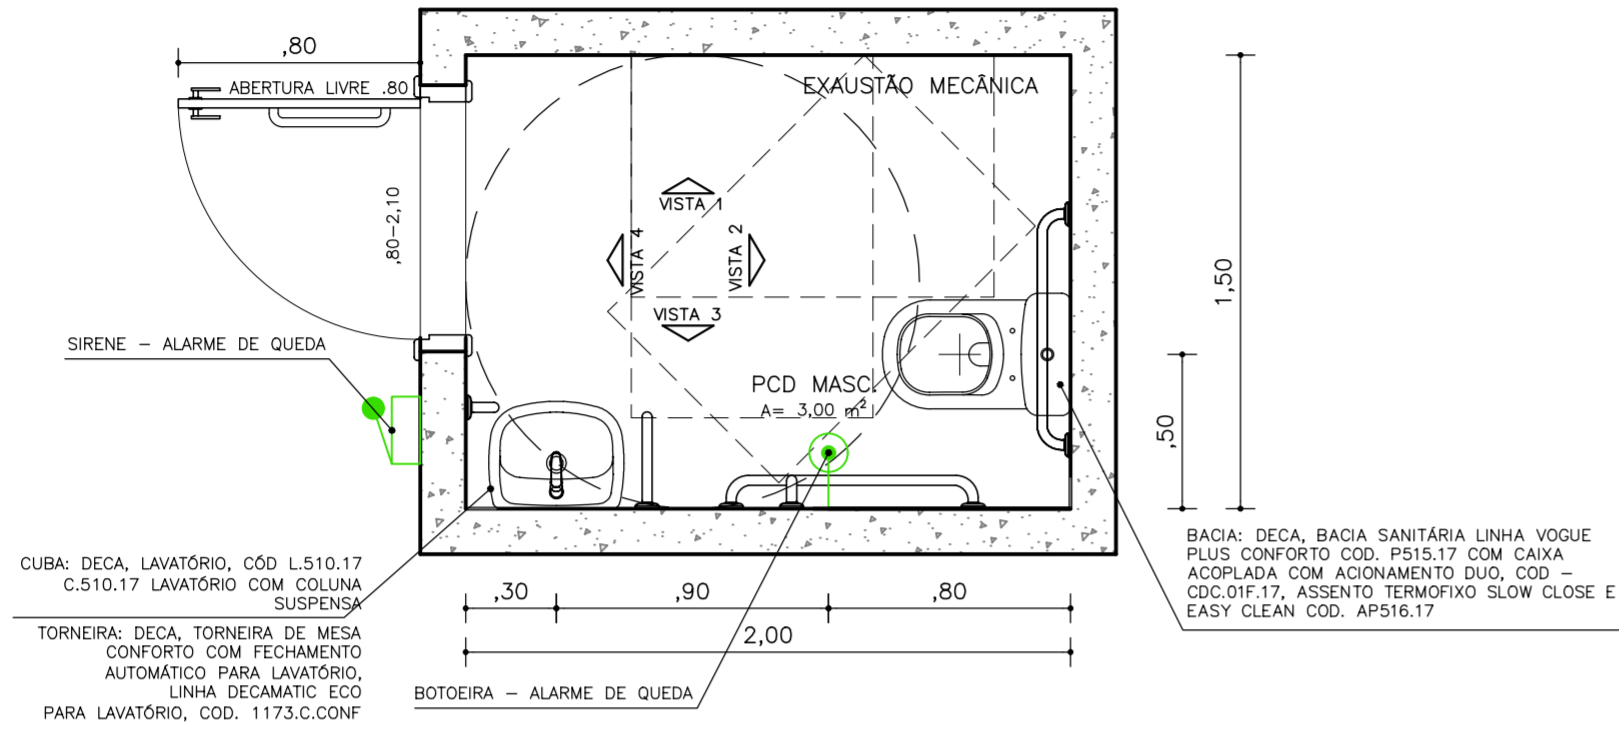 ,80
ABERTURA LIVRE .80
EXAUSTÃO MECÂNICA
,80-2,10
VISTA 1
VISTA 4
VISTA 2
VISTA 3
1,50
SIRENE – ALARME DE QUEDA
PCD MASC.
A= 3,00 m²
,50
CUBA: DECA, LAVATÓRIO, CÓD L.510.17
C.510.17 LAVATÓRIO COM COLUNA
SUSPENSA
TORNEIRA: DECA, TORNEIRA DE MESA
CONFORTO COM FECHAMENTO
AUTOMÁTICO PARA LAVATÓRIO,
LINHA DECAMATIC ECO
PARA LAVATÓRIO, COD. 1173.C.CONF
,30
,90
,80
2,00
BOTOEIRA – ALARME DE QUEDA
BACIA: DECA, BACIA SANITÁRIA LINHA VOGUE
PLUS CONFORTO COD. P515.17 COM CAIXA
ACOPLADA COM ACIONAMENTO DUO, COD –
CDC.01F.17, ASSENTO TERMOFIXO SLOW CLOSE E
EASY CLEAN COD. AP516.17